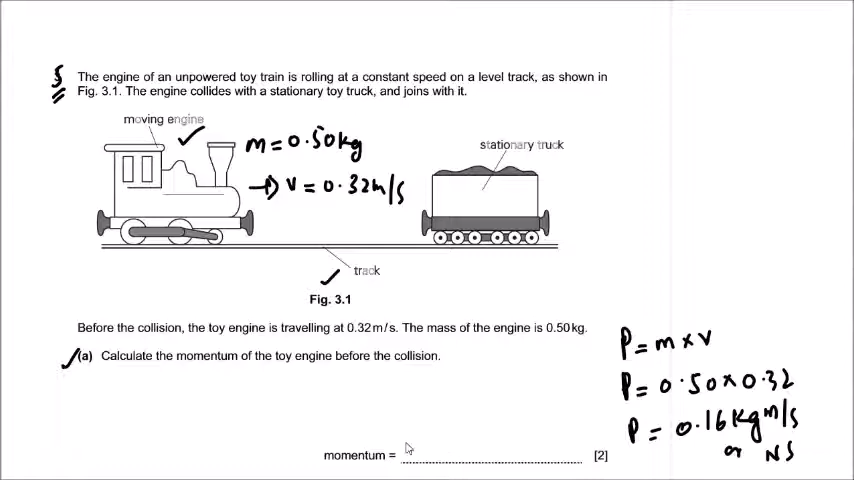 5 The engine of an unpowered toy train is rolling at a constant speed on a level track, as shown in
Fig. 3.1. The engine collides with a stationary toy truck, and joins with it.
moving engine
m = 0.50kg
stationary truck
→ v = 0.32m/s
track
Fig. 3.1
Before the collision, the toy engine is travelling at 0.32 m/s. The mass of the engine is 0.50 kg.
(a) Calculate the momentum of the toy engine before the collision.
P = m × v
P = 0.50 × 0.32
P = 0.16 kg m/s
or NS
momentum = ........................................ [2]